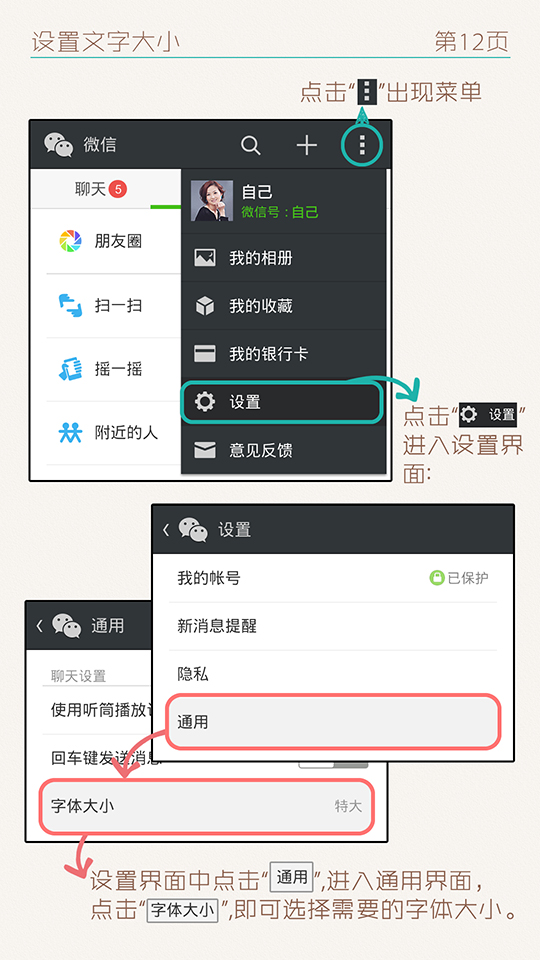 设置文字大小 第12页
点击“⋮”出现菜单
微信
聊天 5
自己
微信号：自己
朋友圈
我的相册
扫一扫
我的收藏
摇一摇
我的银行卡
附近的人
设置
意见反馈
点击“设置”
进入设置界
面：
设置
我的帐号 已保护
新消息提醒
隐私
通用
通用
聊天设置
使用听筒播放
回车键发送消息
字体大小 特大
设置界面中点击“通用”,进入通用界面，
点击“字体大小”,即可选择需要的字体大小。